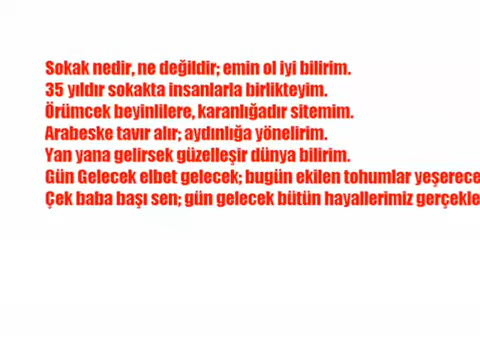 Sokak nedir, ne değildir; emin ol iyi bilirim.
35 yıldır sokakta insanlarla birlikteyim.
Örümcek beyinlilere, karanlığadır sitemim.
Arabeske tavır alır; aydınlığa yönelirim.
Yan yana gelirsek güzelleşir dünya bilirim.
Gün Gelecek elbet gelecek; bugün ekilen tohumlar yeşerece
Çek baba başı sen; gün gelecek bütün hayallerimiz gerçekle